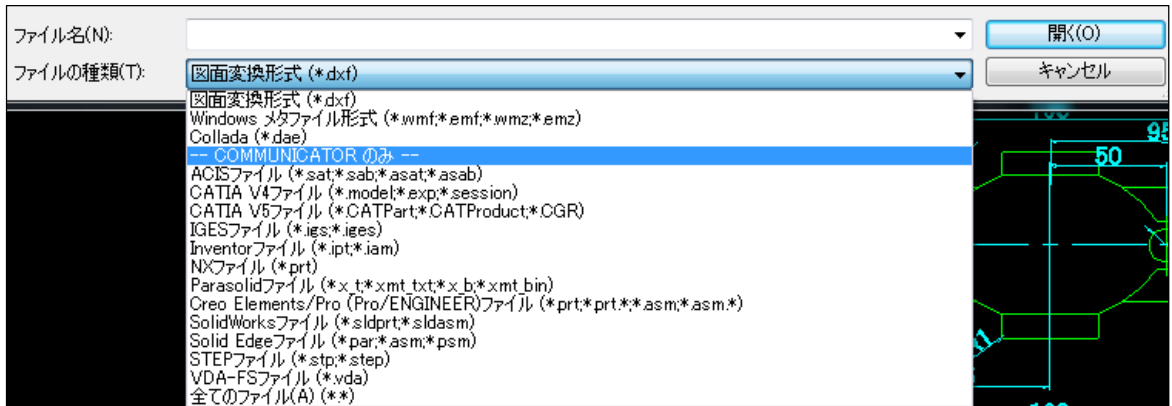 ファイル名(N):
開く(O)
ファイルの種類(T):
図面変換形式 (*.dxf)
キャンセル
図面変換形式 (*.dxf)
Windows メタファイル形式 (*.wmf;*.emf;*.wmz;*.emz)
Collada (*.dae)
-- COMMUNICATOR のみ --
ACISファイル (*.sat;*.sab;*.asat;*.asab)
CATIA V4ファイル (*.model;*.exp;*.session)
CATIA V5ファイル (*.CATPart;*.CATProduct;*.CGR)
IGESファイル (*.igs;*.iges)
Inventorファイル (*.ipt;*.iam)
NXファイル (*.prt)
Parasolidファイル (*.x_t;*.xmt_txt;*.x_b;*.xmt_bin)
Creo Elements/Pro (Pro/ENGINEER)ファイル (*.prt;*.prt.*;*.asm;*.asm.*)
SolidWorksファイル (*.sldprt;*.sldasm)
Solid Edgeファイル (*.par;*.asm;*.psm)
STEPファイル (*.stp;*.step)
VDA-FSファイル (*.vda)
全てのファイル(A) (*.*)
50